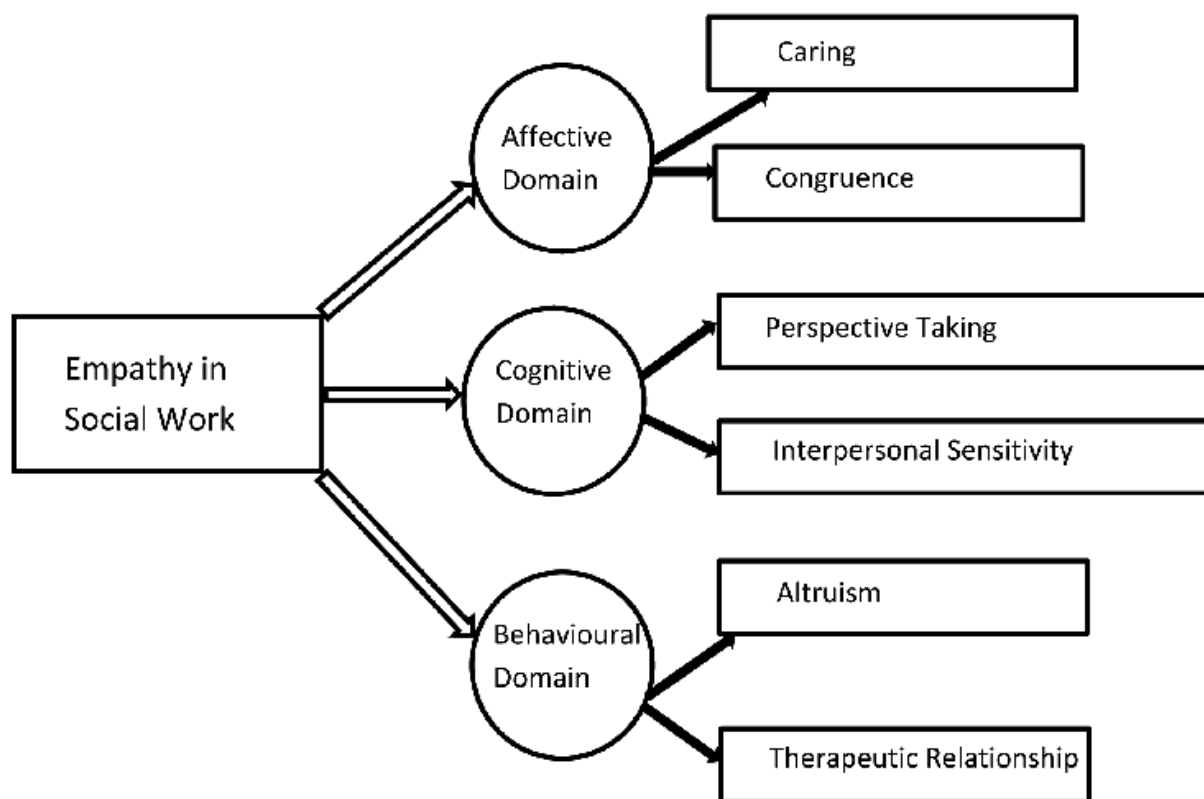 Empathy in
Social Work
Affective
Domain
Caring
Congruence
Cognitive
Domain
Perspective Taking
Interpersonal Sensitivity
Behavioural
Domain
Altruism
Therapeutic Relationship